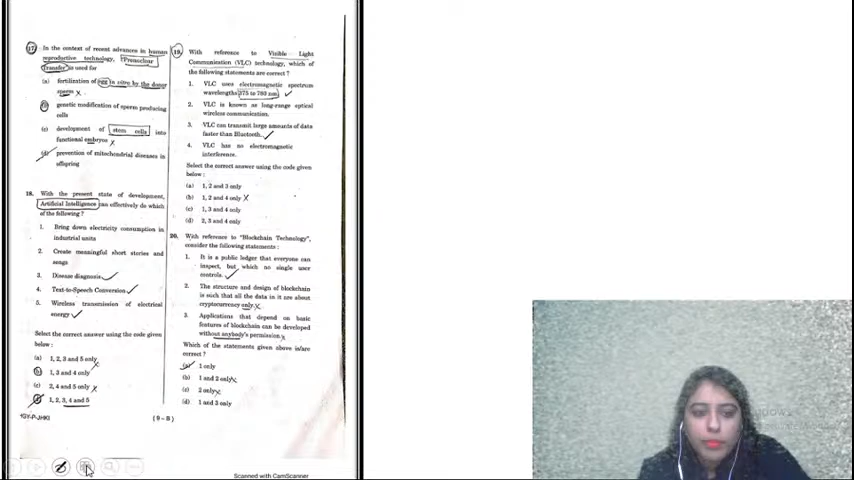 17. In the context of recent advances in human
reproductive technology, "Pronuclear
Transfer" is used for
(a) fertilization of egg in vitro by the donor
sperm
(b) genetic modification of sperm producing
cells
(c) development of stem cells into
functional embryos
(d) prevention of mitochondrial diseases in
offspring
18. With the present state of development,
Artificial Intelligence can effectively do which
of the following ?
1. Bring down electricity consumption in
industrial units
2. Create meaningful short stories and
songs
3. Disease diagnosis
4. Text-to-Speech Conversion
5. Wireless transmission of electrical
energy
Select the correct answer using the code given
below :
(a) 1, 2, 3 and 5 only
(b) 1, 3 and 4 only
(c) 2, 4 and 5 only
(d) 1, 2, 3, 4 and 5
19. With reference to Visible Light
Communication (VLC) technology, which of
the following statements are correct ?
1. VLC uses electromagnetic spectrum
wavelengths 375 to 780 nm.
2. VLC is known as long-range optical
wireless communication.
3. VLC can transmit large amounts of data
faster than Bluetooth.
4. VLC has no electromagnetic
interference.
Select the correct answer using the code given
below :
(a) 1, 2 and 3 only
(b) 1, 2 and 4 only
(c) 1, 3 and 4 only
(d) 2, 3 and 4 only
20. With reference to "Blockchain Technology",
consider the following statements :
1. It is a public ledger that everyone can
inspect, but which no single user
controls.
2. The structure and design of blockchain
is such that all the data in it are about
cryptocurrency only.
3. Applications that depend on basic
features of blockchain can be developed
without anybody's permission.
Which of the statements given above is/are
correct ?
(a) 1 only
(b) 1 and 2 only
(c) 2 only
(d) 1 and 3 only
( 9 – B )
Scanned with CamScanner